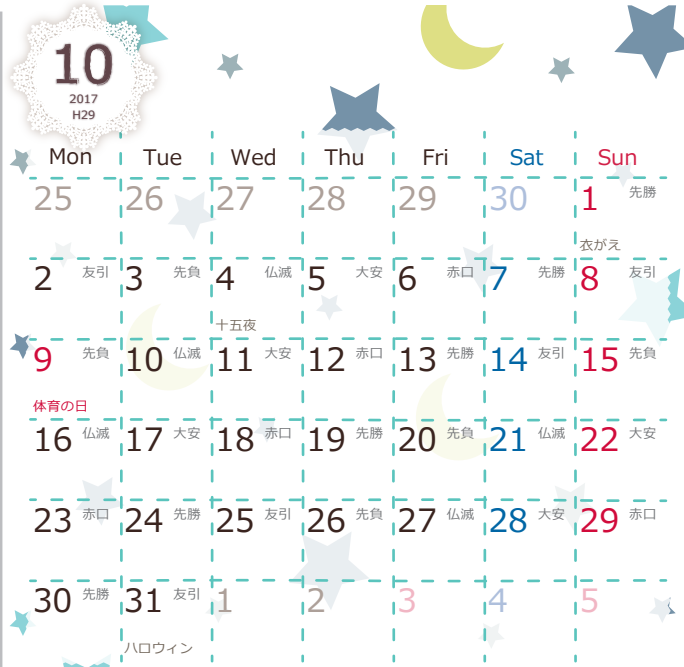 10
2017
H29
Mon Tue Wed Thu Fri Sat Sun
25 26 27 28 29 30 1 先勝
衣がえ
2 友引 3 先負 4 仏滅 5 大安 6 赤口 7 先勝 8 友引
十五夜
9 先負 10 仏滅 11 大安 12 赤口 13 先勝 14 友引 15 先負
体育の日
16 仏滅 17 大安 18 赤口 19 先勝 20 先負 21 仏滅 22 大安
23 赤口 24 先勝 25 友引 26 先負 27 仏滅 28 大安 29 赤口
30 先勝 31 友引 1 2 3 4 5
ハロウィン